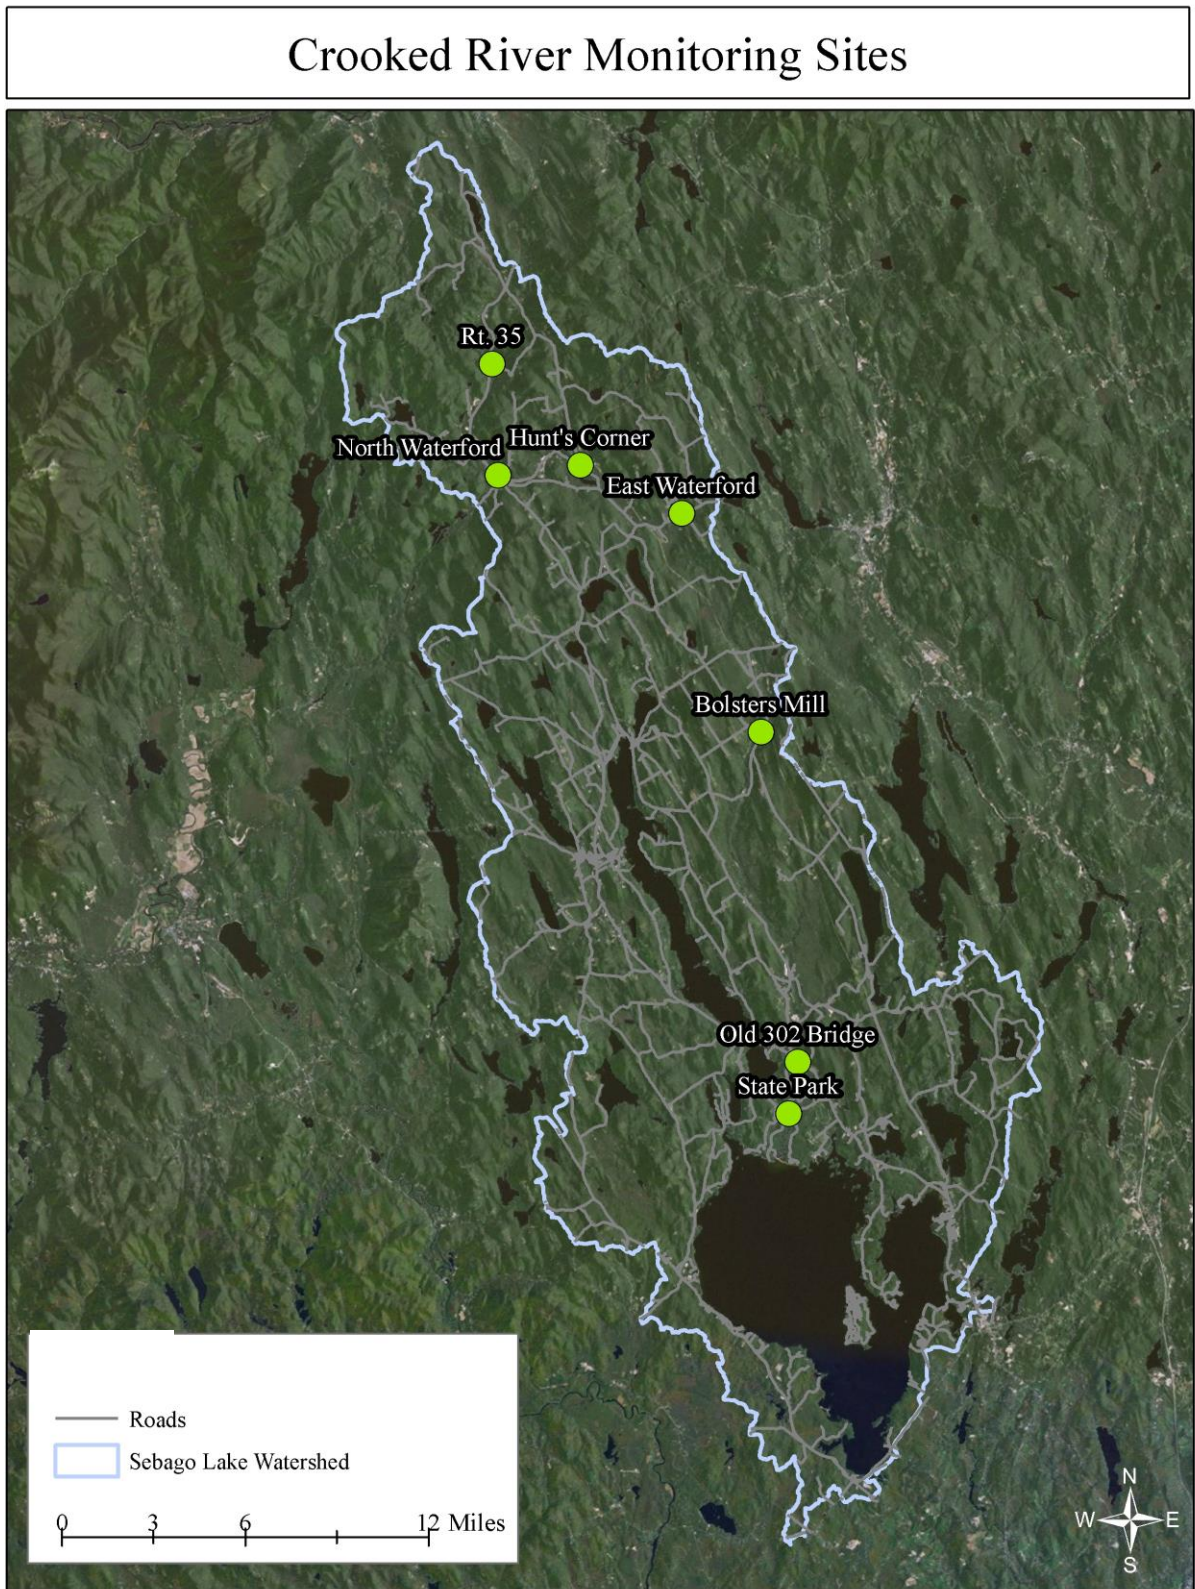 Crooked River Monitoring Sites
Rt. 35
North Waterford
Hunt's Corner
East Waterford
Bolsters Mill
Old 302 Bridge
State Park
Roads
Sebago Lake Watershed
0 3 6 12 Miles
N
W E
S